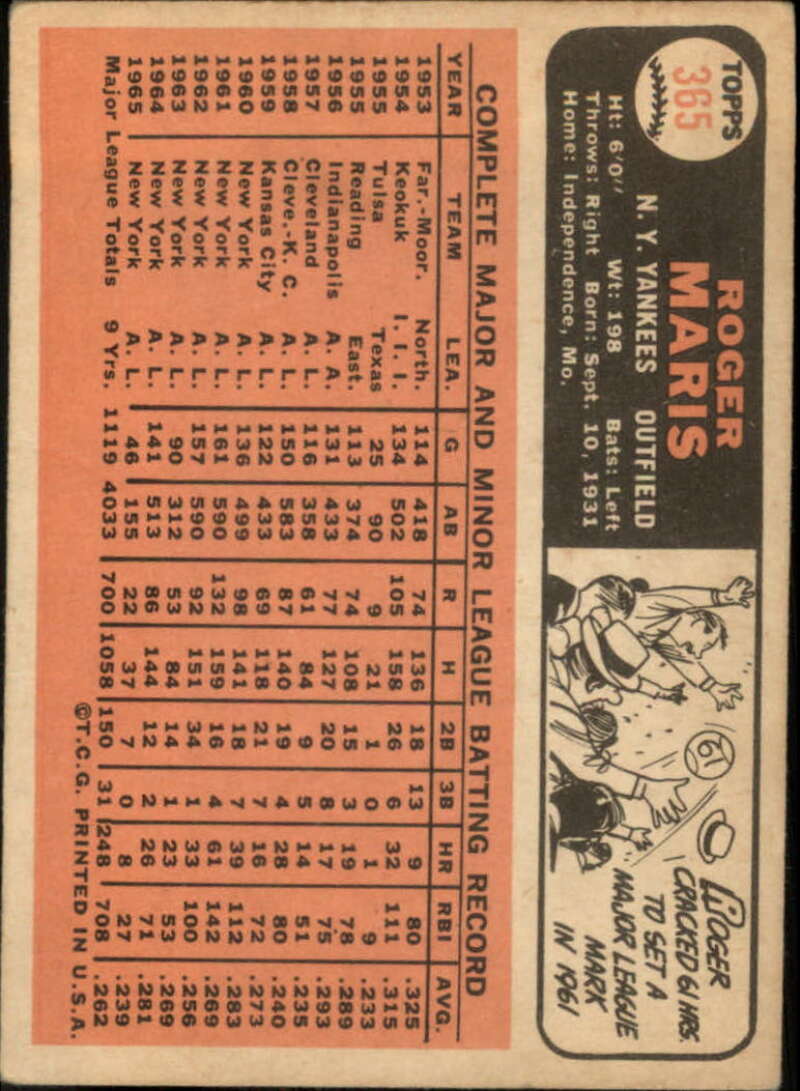 TOPPS
365
ROGER
MARIS
N. Y. YANKEES OUTFIELD
Ht: 6'0" Wt: 198 Bats: Left
Throws: Right Born: Sept. 10, 1931
Home: Independence, Mo.
61
ROGER
CRACKED 61 HRS.
TO SET A
MAJOR LEAGUE
MARK
IN 1961
COMPLETE MAJOR AND MINOR LEAGUE BATTING RECORD
YEAR TEAM LEA. G AB R H 2B 3B HR RBI AVG.
1953 Far.-Moor. North. 114 418 74 136 18 13 9 80 .325
1954 Keokuk I. I. I. 134 502 105 158 26 6 32 111 .315
1955 Tulsa Texas 25 90 9 21 1 0 1 9 .233
1955 Reading East. 113 374 74 108 15 3 19 78 .289
1956 Indianapolis A. A. 131 433 77 127 20 8 17 75 .293
1957 Cleveland A. L. 116 358 61 84 9 5 14 51 .235
1958 Cleve.-K. C. A. L. 150 583 87 140 19 4 28 80 .240
1959 Kansas City A. L. 122 433 69 118 21 7 16 72 .273
1960 New York A. L. 136 499 98 141 18 7 39 112 .283
1961 New York A. L. 161 590 132 159 16 4 61 142 .269
1962 New York A. L. 157 590 92 151 34 1 33 100 .256
1963 New York A. L. 90 312 53 84 14 1 23 53 .269
1964 New York A. L. 141 513 86 144 12 2 26 71 .281
1965 New York A. L. 46 155 22 37 7 0 8 27 .239
Major League Totals 9 Yrs. 1119 4033 700 1058 150 31 248 708 .262
©T.C.G. PRINTED IN U.S.A.